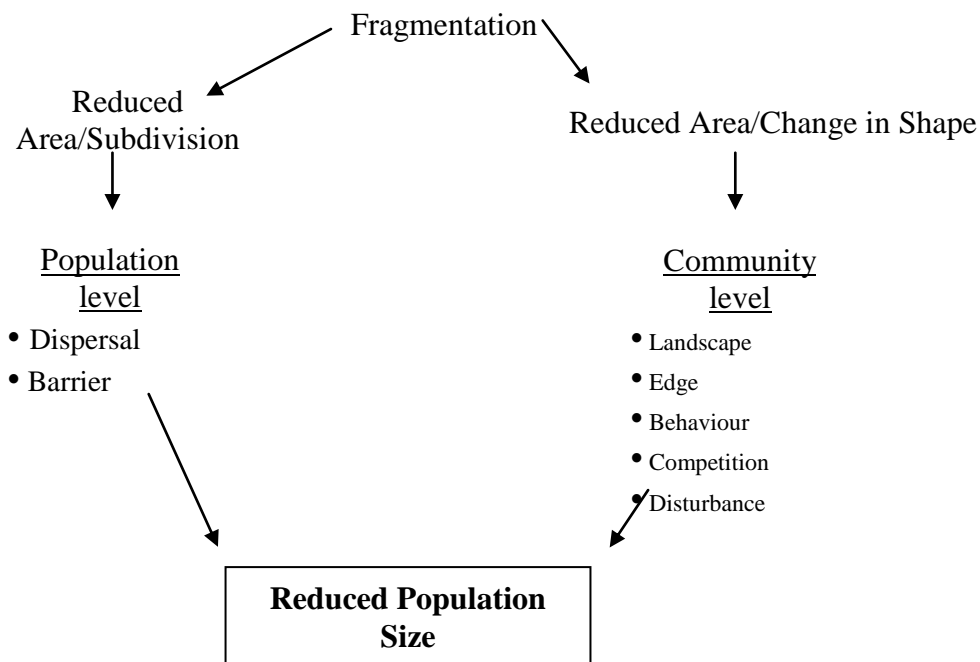 Fragmentation
Reduced
Area/Subdivision
Reduced Area/Change in Shape
Population
level
• Dispersal
• Barrier
Community
level
• Landscape
• Edge
• Behaviour
• Competition
• Disturbance
Reduced Population
Size